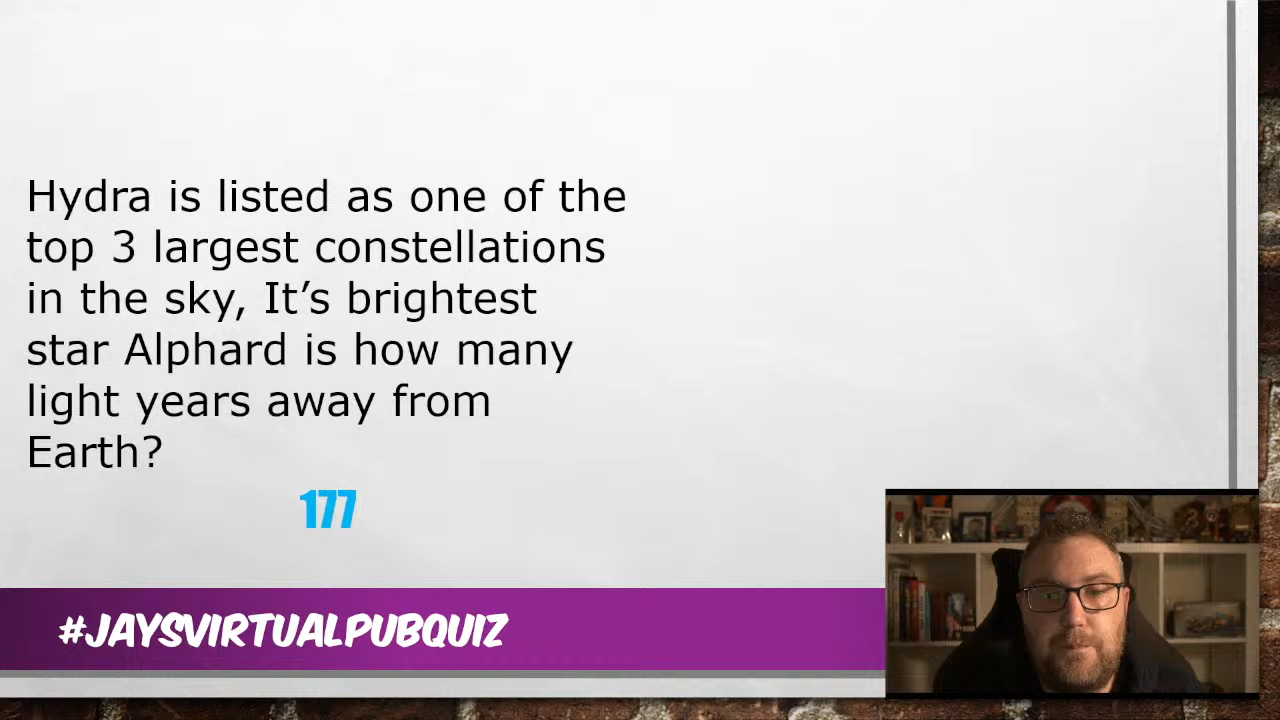 Hydra is listed as one of the
top 3 largest constellations
in the sky, It’s brightest
star Alphard is how many
light years away from
Earth?
177
#JAYSVIRTUALPUBQUIZ